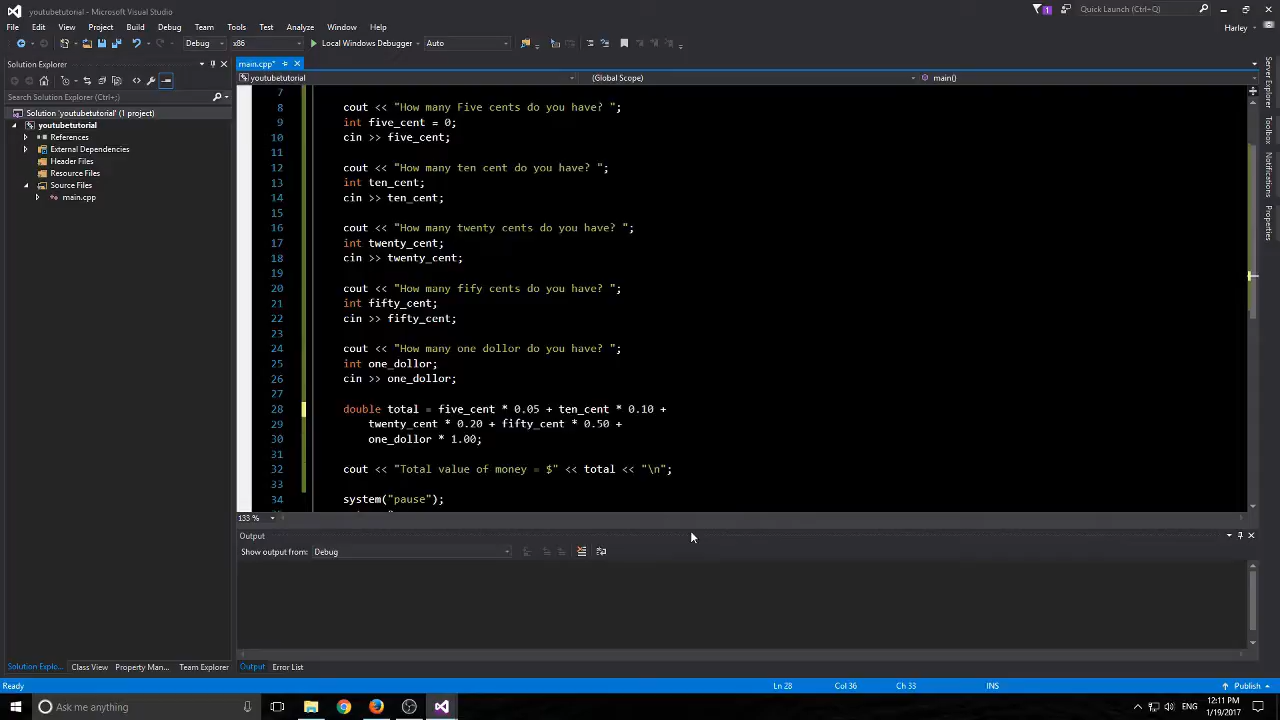 youtubetutorial - Microsoft Visual Studio
1
Quick Launch (Ctrl+Q)
File Edit View Project Build Debug Team Tools Test Analyze Window Help
Harley
Debug x86 Local Windows Debugger Auto
Solution Explorer
main.cpp*
youtubetutorial (Global Scope) main()
Search Solution Explorer (Ctrl+;)
Solution 'youtubetutorial' (1 project)
youtubetutorial
References
External Dependencies
Header Files
Resource Files
Source Files
main.cpp
7
8 cout << "How many Five cents do you have? ";
9 int five_cent = 0;
10 cin >> five_cent;
11
12 cout << "How many ten cent do you have? ";
13 int ten_cent;
14 cin >> ten_cent;
15
16 cout << "How many twenty cents do you have? ";
17 int twenty_cent;
18 cin >> twenty_cent;
19
20 cout << "How many fify cents do you have? ";
21 int fifty_cent;
22 cin >> fifty_cent;
23
24 cout << "How many one dollor do you have? ";
25 int one_dollor;
26 cin >> one_dollor;
27
28 double total = five_cent * 0.05 + ten_cent * 0.10 +
29 twenty_cent * 0.20 + fifty_cent * 0.50 +
30 one_dollor * 1.00;
31
32 cout << "Total value of money = $" << total << "\n";
33
34 system("pause");
133 %
Server Explorer
Toolbox
Notifications
Properties
Output
Show output from: Debug
Solution Explo... Class View Property Man... Team Explorer
Output Error List
Ready
Ln 28 Col 36 Ch 33 INS
Publish
Ask me anything
ENG
12:11 PM
1/19/2017